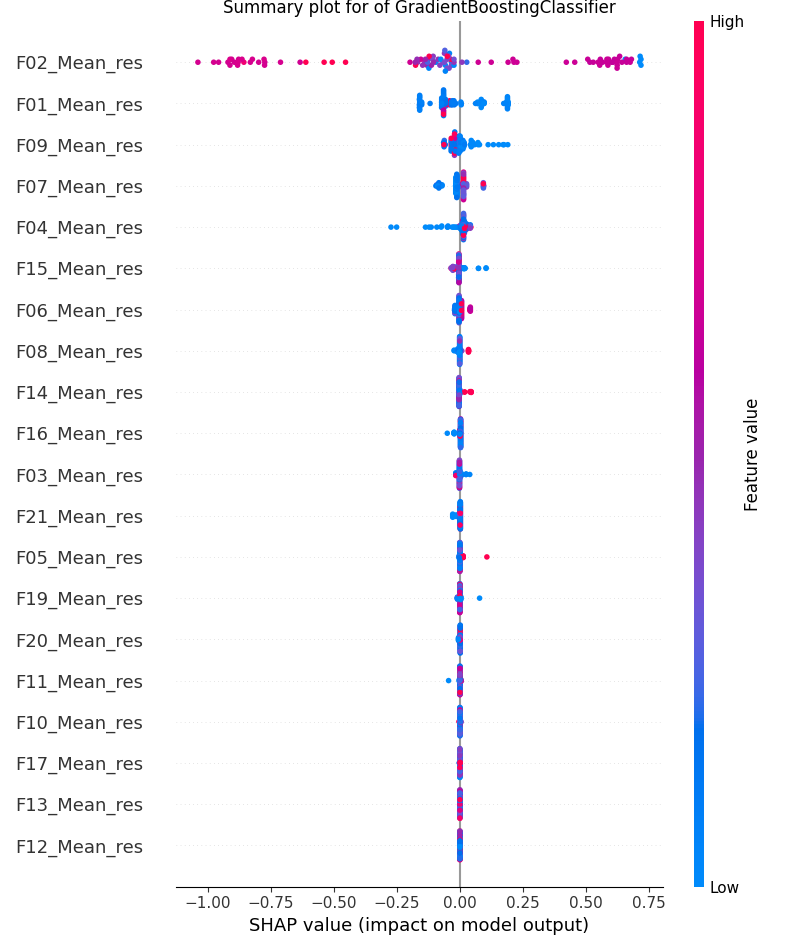 Summary plot for of GradientBoostingClassifier
High
F02_Mean_res
F01_Mean_res
F09_Mean_res
F07_Mean_res
F04_Mean_res
F15_Mean_res
F06_Mean_res
F08_Mean_res
F14_Mean_res
F16_Mean_res
F03_Mean_res
F21_Mean_res
F05_Mean_res
F19_Mean_res
F20_Mean_res
F11_Mean_res
F10_Mean_res
F17_Mean_res
F13_Mean_res
F12_Mean_res
Feature value
Low
−1.00 −0.75 −0.50 −0.25 0.00 0.25 0.50 0.75
SHAP value (impact on model output)